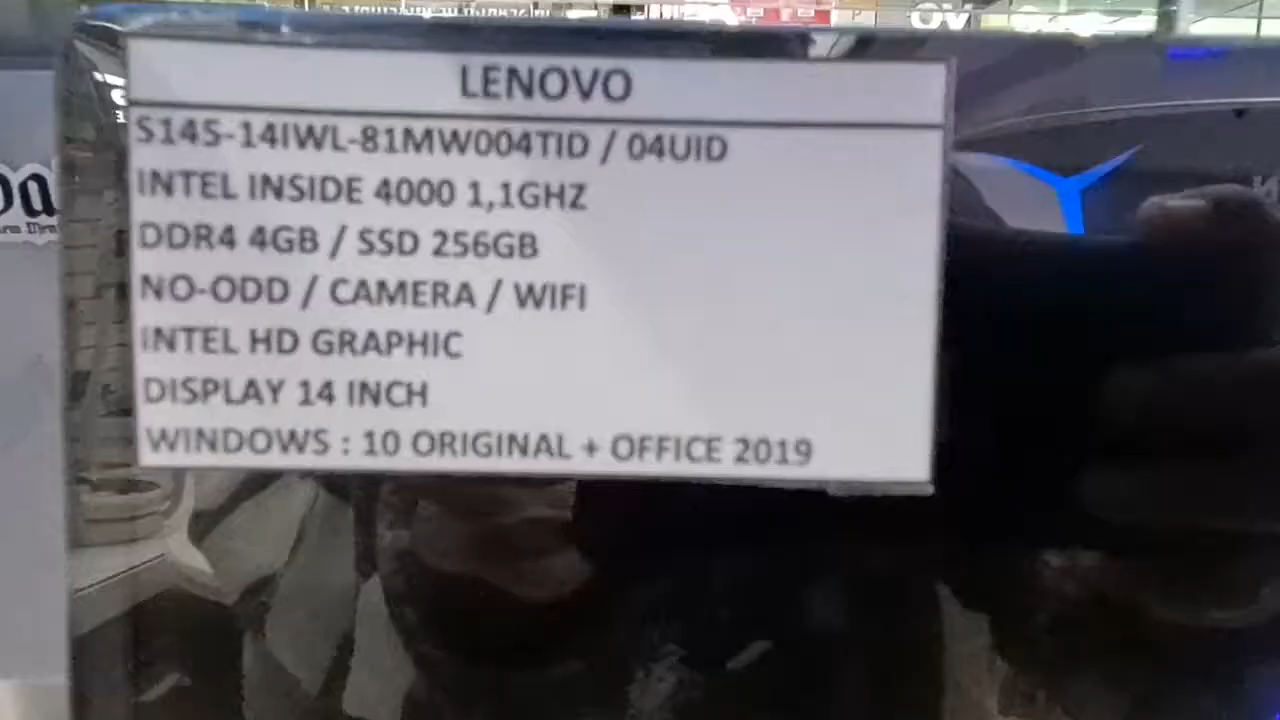 LENOVO
S145-14IWL-81MW004TID / 04UID
INTEL INSIDE 4000 1,1GHZ
DDR4 4GB / SSD 256GB
NO-ODD / CAMERA / WIFI
INTEL HD GRAPHIC
DISPLAY 14 INCH
WINDOWS : 10 ORIGINAL + OFFICE 2019